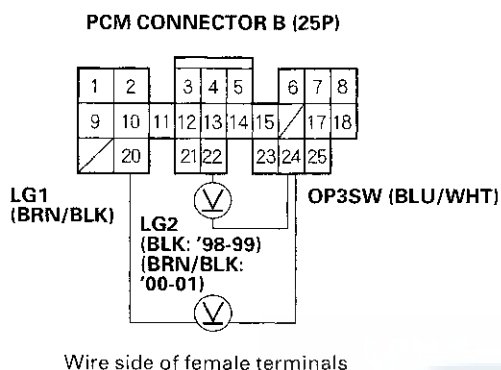 PCM CONNECTOR B (25P)
1 2 3 4 5 6 7 8
9 10 11 12 13 14 15 17 18
20 21 22 23 24 25
LG1
(BRN/BLK)
OP3SW (BLU/WHT)
V
LG2
(BLK: '98-99)
(BRN/BLK:
'00-01)
V
Wire side of female terminals